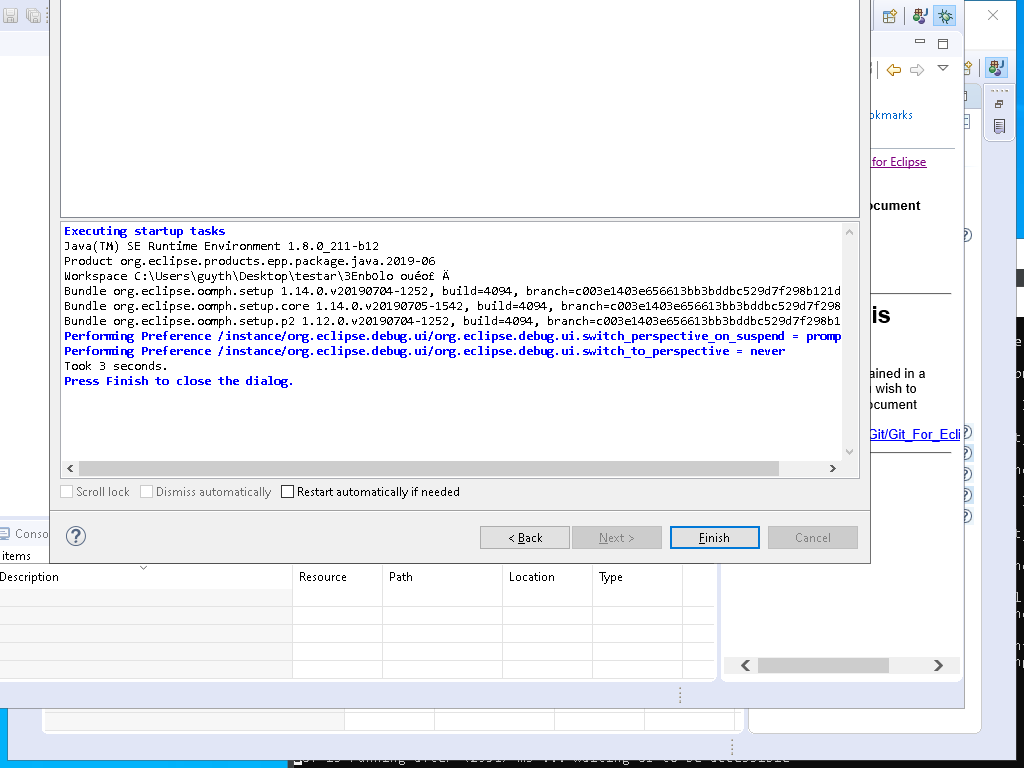 okmarks
for Eclipse
ocument
Executing startup tasks
Java(TM) SE Runtime Environment 1.8.0_211-b12
Product org.eclipse.products.epp.package.java.2019-06
Workspace C:\Users\guyth\Desktop\testar\3EnbOlo ouéo£ Ä
Bundle org.eclipse.oomph.setup 1.14.0.v20190704-1252, build=4094, branch=c003e1403e656613bb3bddbc529d7f298b121d
Bundle org.eclipse.oomph.setup.core 1.14.0.v20190705-1542, build=4094, branch=c003e1403e656613bb3bddbc529d7f298
Bundle org.eclipse.oomph.setup.p2 1.12.0.v20190704-1252, build=4094, branch=c003e1403e656613bb3bddbc529d7f298b1
is
Performing Preference /instance/org.eclipse.debug.ui/org.eclipse.debug.ui.switch_perspective_on_suspend = promp
Performing Preference /instance/org.eclipse.debug.ui/org.eclipse.debug.ui.switch_to_perspective = never
Took 3 seconds.
Press Finish to close the dialog.
ained in a
wish to
ocument
Git/Git_For_Ecli
Scroll lock Dismiss automatically Restart automatically if needed
Conso
< Back Next > Finish Cancel
items
Description Resource Path Location Type